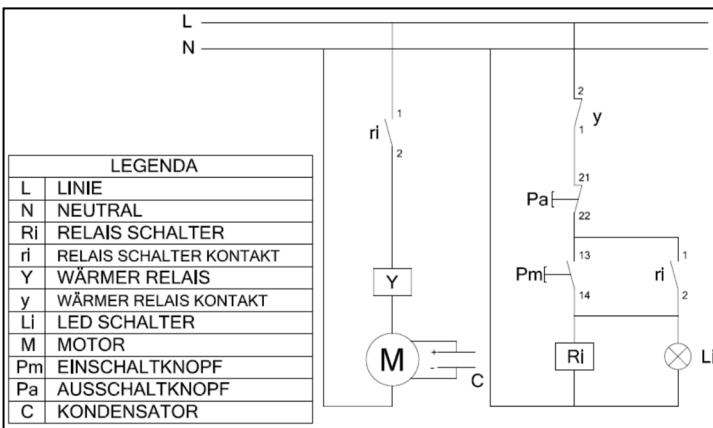 L
N
ri
1
2
Y
M
+
-
C
2
y
1
21
Pa
22
13
Pm
14
1
ri
2
Ri
Li
LEGENDA
L LINIE
N NEUTRAL
Ri RELAIS SCHALTER
ri RELAIS SCHALTER KONTAKT
Y WÄRMER RELAIS
y WÄRMER RELAIS KONTAKT
Li LED SCHALTER
M MOTOR
Pm EINSCHALTKNOPF
Pa AUSSCHALTKNOPF
C KONDENSATOR